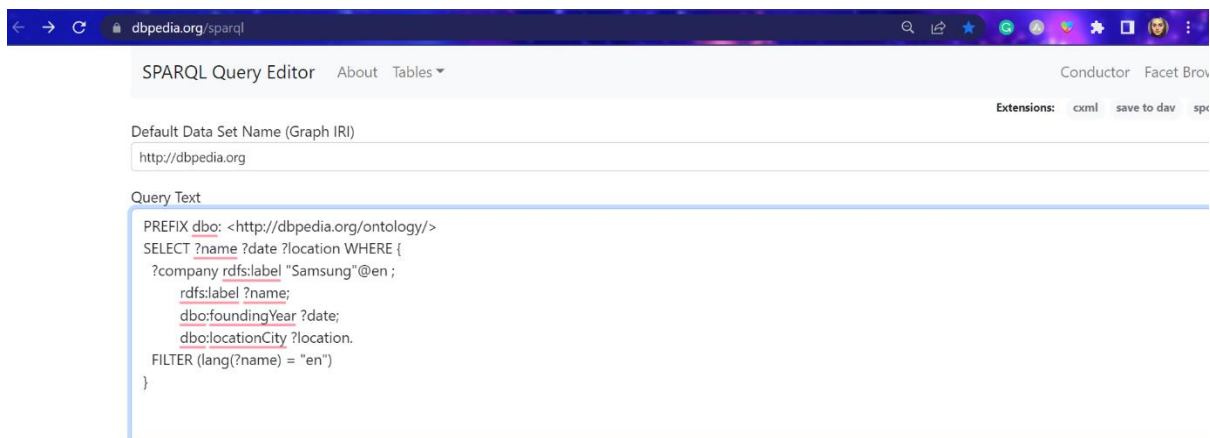 dbpedia.org/sparql
SPARQL Query Editor About Tables Conductor Facet
Extensions: cxml save to dav
Default Data Set Name (Graph IRI)
http://dbpedia.org
Query Text
PREFIX dbo: <http://dbpedia.org/ontology/>
SELECT ?name ?date ?location WHERE {
?company rdfs:label "Samsung"@en ;
rdfs:label ?name;
dbo:foundingYear ?date;
dbo:locationCity ?location.
FILTER (lang(?name) = "en")
}